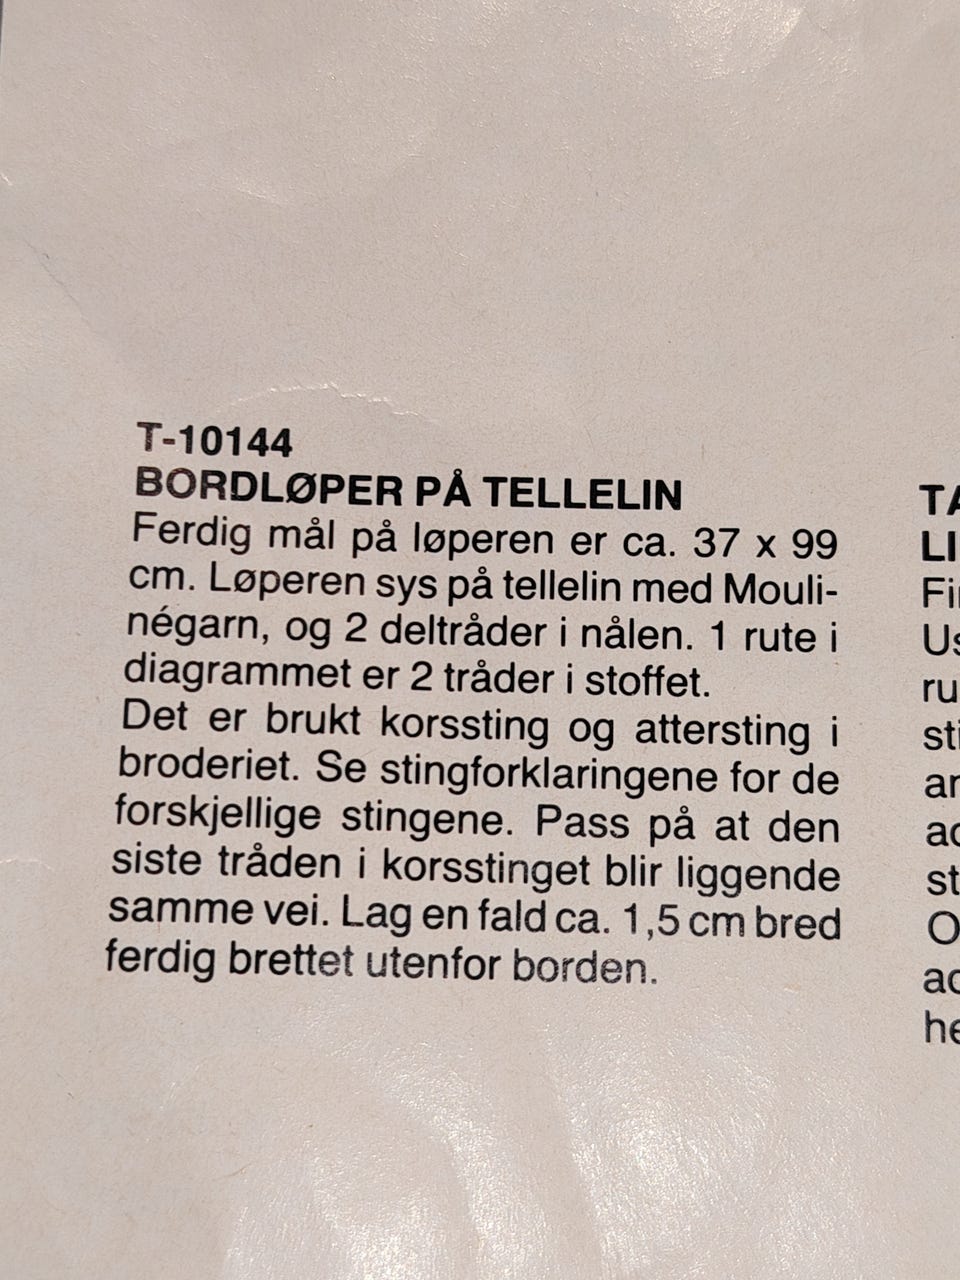 T-10144
BORDLØPER PÅ TELLELIN
Ferdig mål på løperen er ca. 37 x 99
cm. Løperen sys på tellelin med Mouli-
négarn, og 2 deltråder i nålen. 1 rute i
diagrammet er 2 tråder i stoffet.
Det er brukt korssting og attersting i
broderiet. Se stingforklaringene for de
forskjellige stingene. Pass på at den
siste tråden i korsstinget blir liggende
samme vei. Lag en fald ca. 1,5 cm bred
ferdig brettet utenfor borden.